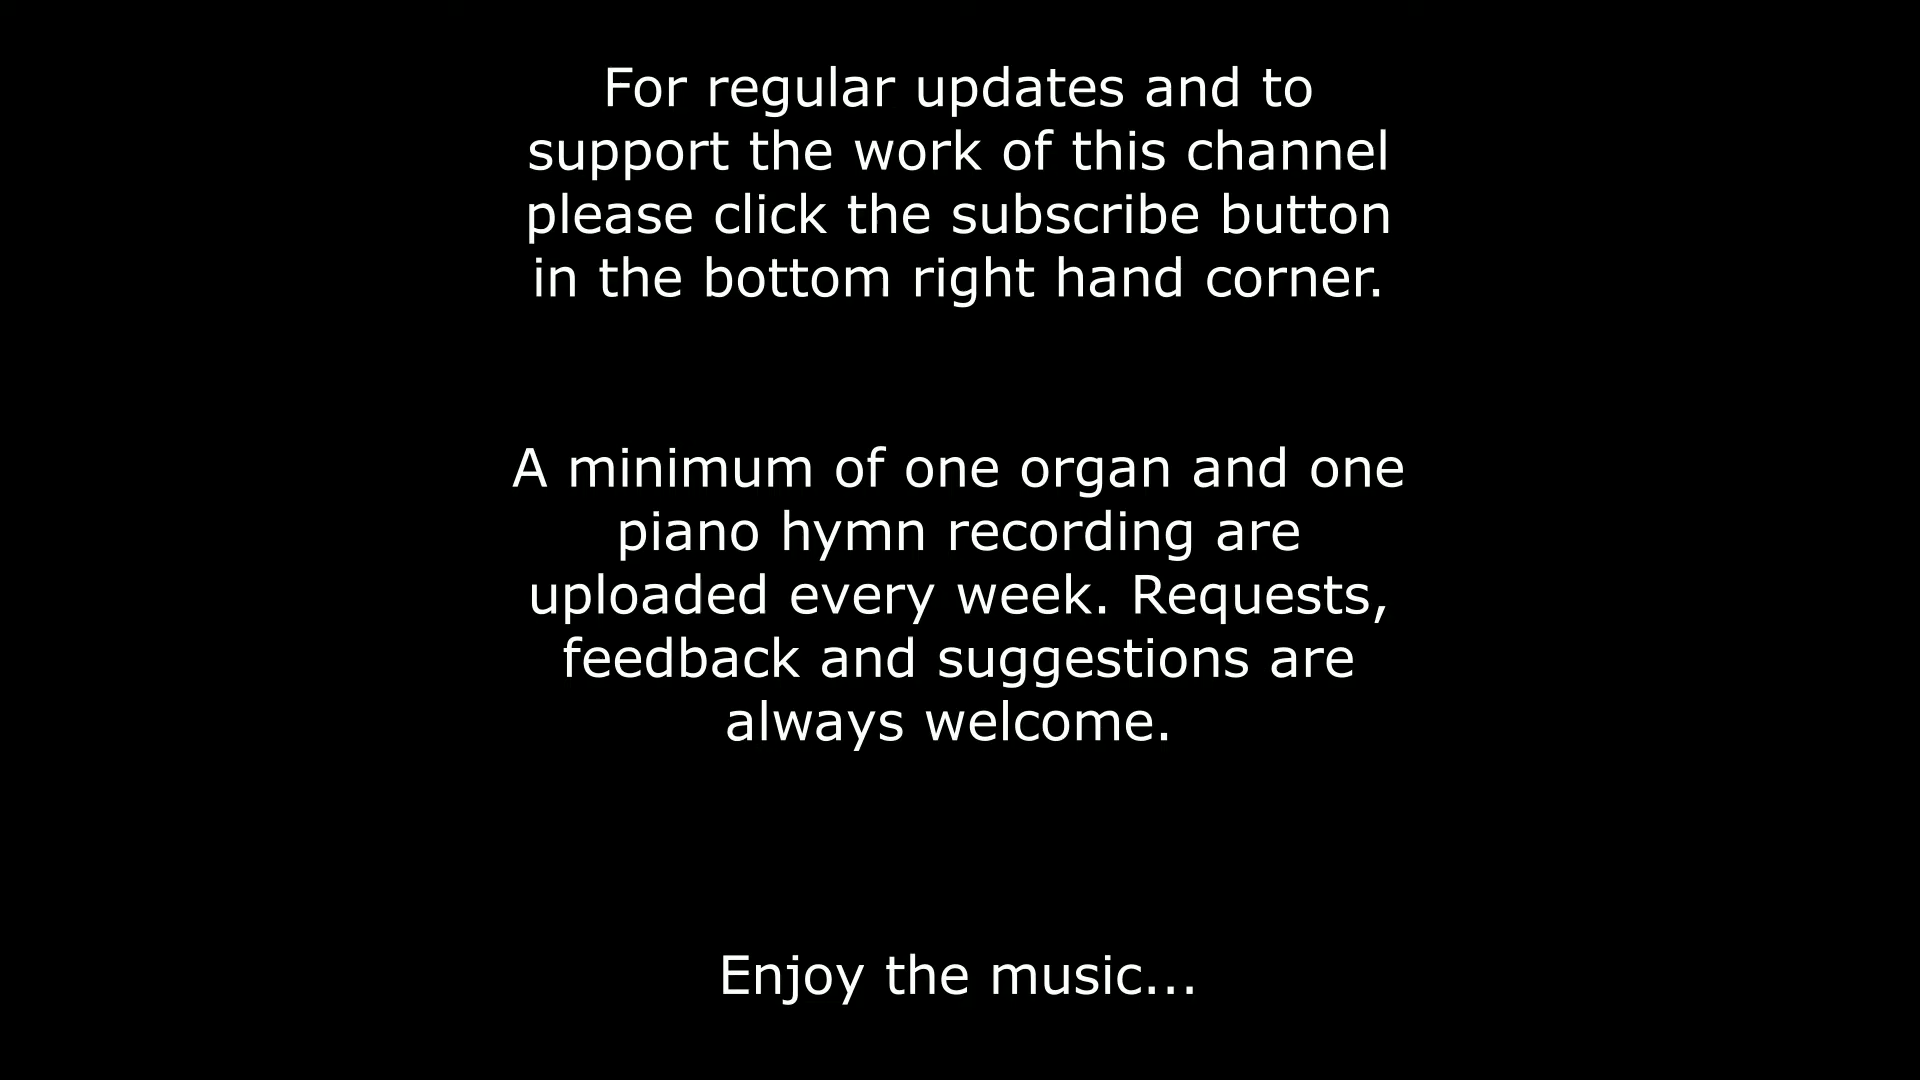 For regular updates and to
support the work of this channel
please click the subscribe button
in the bottom right hand corner.
A minimum of one organ and one
piano hymn recording are
uploaded every week. Requests,
feedback and suggestions are
always welcome.
Enjoy the music...